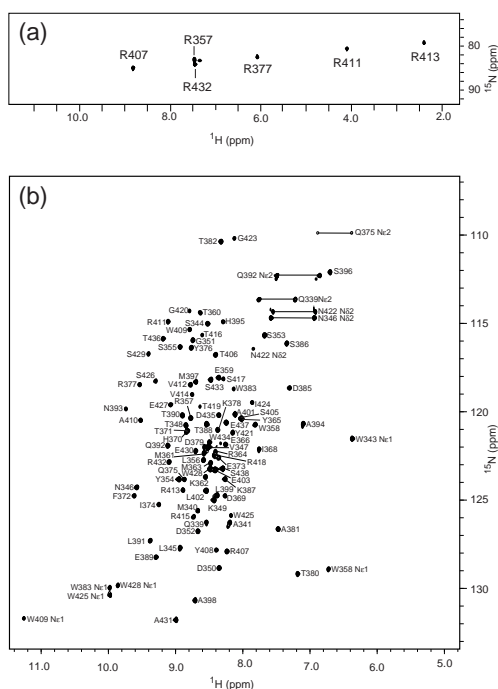 (a)
R357
R407
R432
R377
R411
R413
80
90
15N (ppm)
10.0
8.0
6.0
4.0
1H (ppm)
(b)
110
T382
G423
Q375 Nε2
Q392 Nε2
S396
Q339Nε2
G420
T360
N422 Nδ2
R411
S344
H395
N346 Nδ2
115
W409
T416
T436
G351
S353
S355
Y376
S386
S429
T406
N422 Nδ2
E359
S426
M397
S417
R377
V412
S433
W383
D385
V414
K378
R357
T419
I424
E427
A401
S405
N393
T390
D435
120
A410
T348
E437
Y365
A394
T371
T388
Y421
W358
H370
W434
E366
W343 Nε1
Q392
D379
V347
E430
R364
I368
M361
L356
R418
R432
M363
E373
Q375
W428
S438
Y354
K362
E403
N346
R413
L399
K387
125
F372
L402
D369
I374
M340
K349
R415
W425
Q339
A341
D352
A381
L391
L345
Y408
R407
E389
D350
W358 Nε1
T380
W383 Nε1
W428 Nε1
130
W425 Nε1
A398
W409 Nε1
A431
15N (ppm)
11.0
10.0
9.0
8.0
7.0
6.0
5.0
1H (ppm)